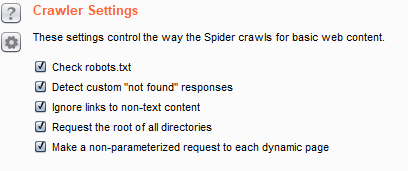 Crawler Settings
These settings control the way the Spider crawls for basic web content.
Check robots.txt
Detect custom "not found" responses
Ignore links to non-text content
Request the root of all directories
Make a non-parameterized request to each dynamic page